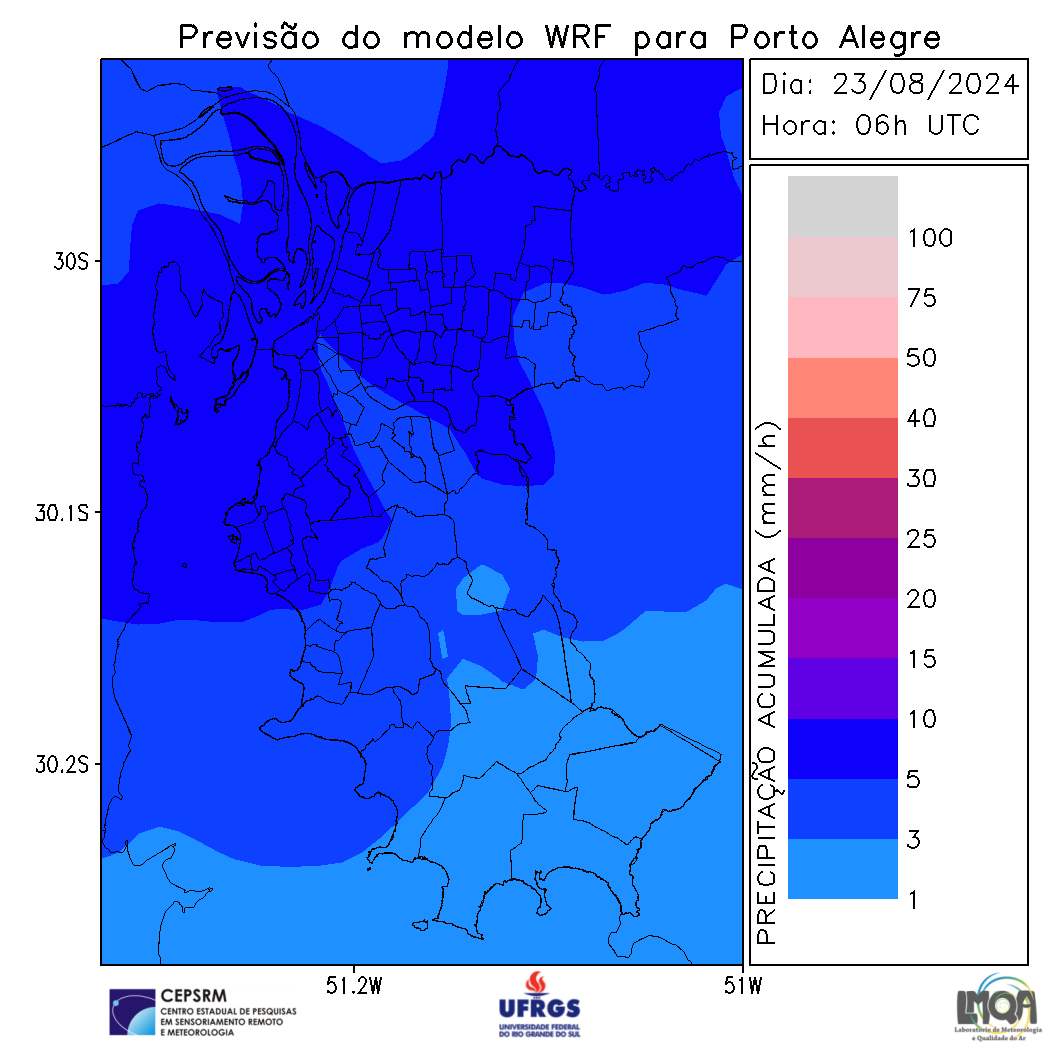 Previsão do modelo WRF para Porto Alegre
Dia: 23/08/2024
Hora: 06h UTC
100
75
50
40
30
25
20
15
10
5
3
1
PRECIPITAÇÃO ACUMULADA (mm/h)
30S
30.1S
30.2S
51.2W
51W
CEPSRM
CENTRO ESTADUAL DE PESQUISAS
EM SENSORIAMENTO REMOTO
E METEOROLOGIA
UFRGS
UNIVERSIDADE FEDERAL
DO RIO GRANDE DO SUL
LMQA
Laboratório de Meteorologia
e Qualidade do Ar